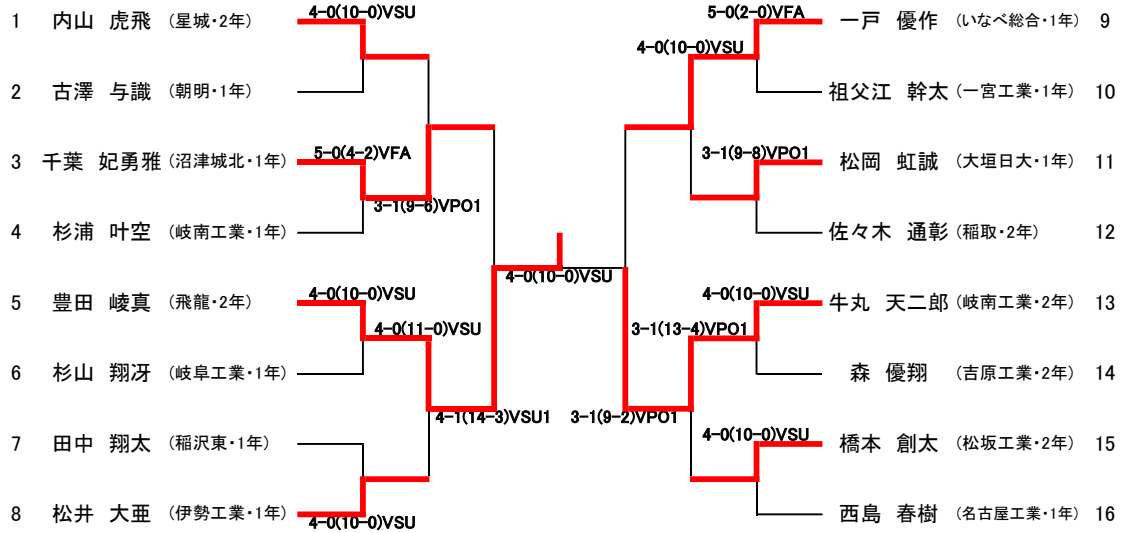 4-0(10-0)VSU
1 内山 虎飛 (星城・2年)
2 古澤 与識 (朝明・1年)
5-0(4-2)VFA
3 千葉 妃勇雅 (沼津城北・1年)
3-1(9-6)VPO1
4 杉浦 叶空 (岐南工業・1年)
4-0(10-0)VSU
5 豊田 崚真 (飛龍・2年)
4-0(11-0)VSU
6 杉山 翔冴 (岐阜工業・1年)
4-1(14-3)VSU1
7 田中 翔太 (稲沢東・1年)
8 松井 大亜 (伊勢工業・1年)
4-0(10-0)VSU
4-0(10-0)VSU
5-0(2-0)VFA
一戸 優作 (いなべ総合・1年) 9
4-0(10-0)VSU
祖父江 幹太 (一宮工業・1年) 10
3-1(9-8)VPO1
松岡 虹誠 (大垣日大・1年) 11
佐々木 通彰 (稲取・2年) 12
4-0(10-0)VSU
牛丸 天二郎 (岐南工業・2年) 13
3-1(13-4)VPO1
森 優翔 (吉原工業・2年) 14
3-1(9-2)VPO1
4-0(10-0)VSU
橋本 創太 (松坂工業・2年) 15
西島 春樹 (名古屋工業・1年) 16